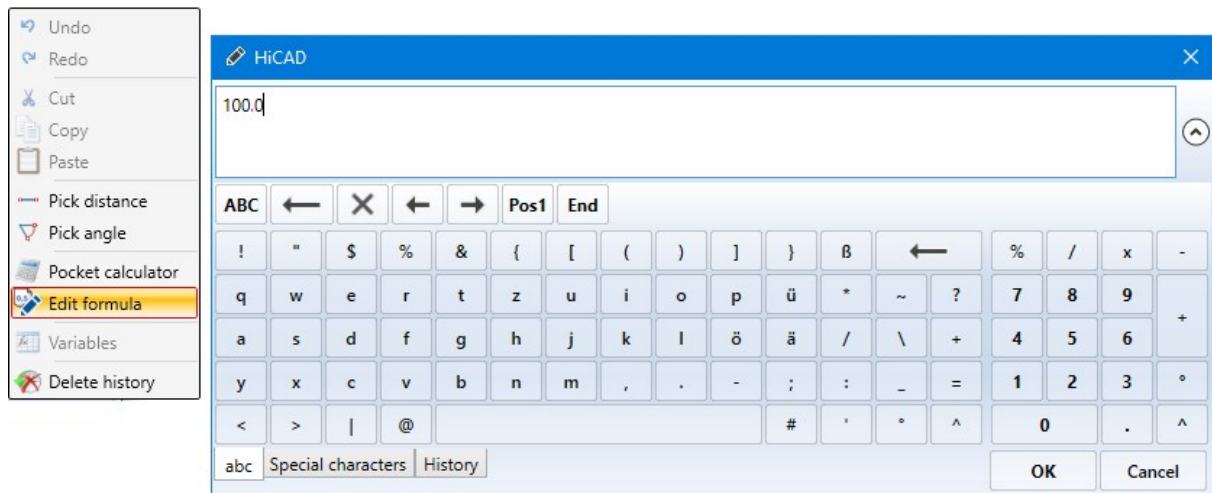 Undo
Redo
Cut
Copy
Paste
Pick distance
Pick angle
Pocket calculator
Edit formula
Variables
Delete history
HiCAD
100.0
ABC Pos1 End
! " $ % & { [ ( ) ] } ß % / x -
q w e r t z u i o p ü * ~ ? 7 8 9 +
a s d f g h j k l ö ä / \ + 4 5 6
y x c v b n m , . - ; : _ = 1 2 3 °
< > | @ # ' ° ^ 0 . ^
abc Special characters History OK Cancel